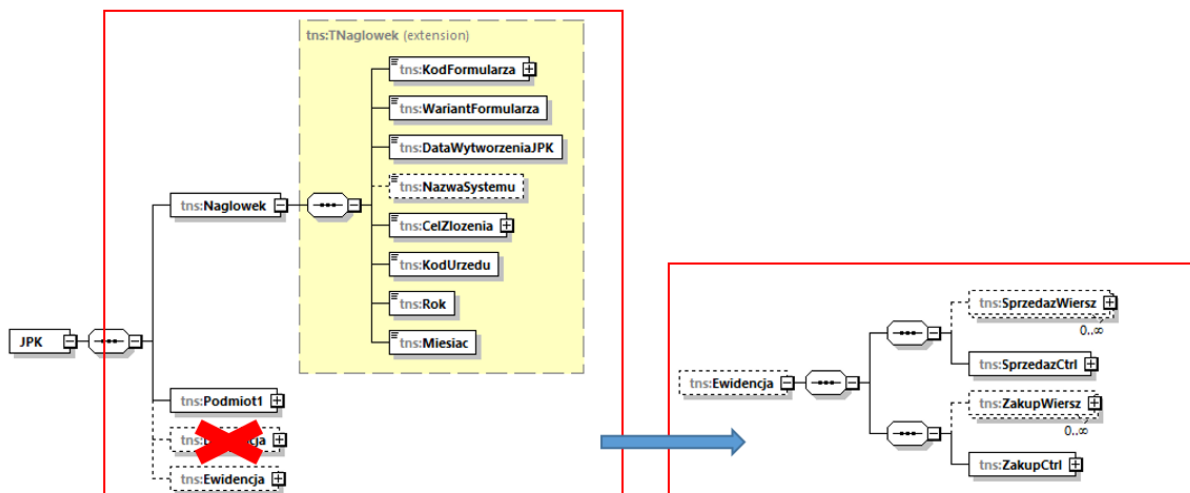 tns:TNaglowek (extension)
tns:KodFormularza
tns:WariantFormularza
tns:DataWytworzeniaJPK
tns:NazwaSystemu
tns:Naglowek
tns:CelZlozenia
tns:KodUrzedu
tns:Rok
tns:Miesiac
JPK
tns:Podmiot1
tns:
tns:Ewidencja
tns:SprzedazWiersz
0..∞
tns:SprzedazCtrl
tns:Ewidencja
tns:ZakupWiersz
0..∞
tns:ZakupCtrl